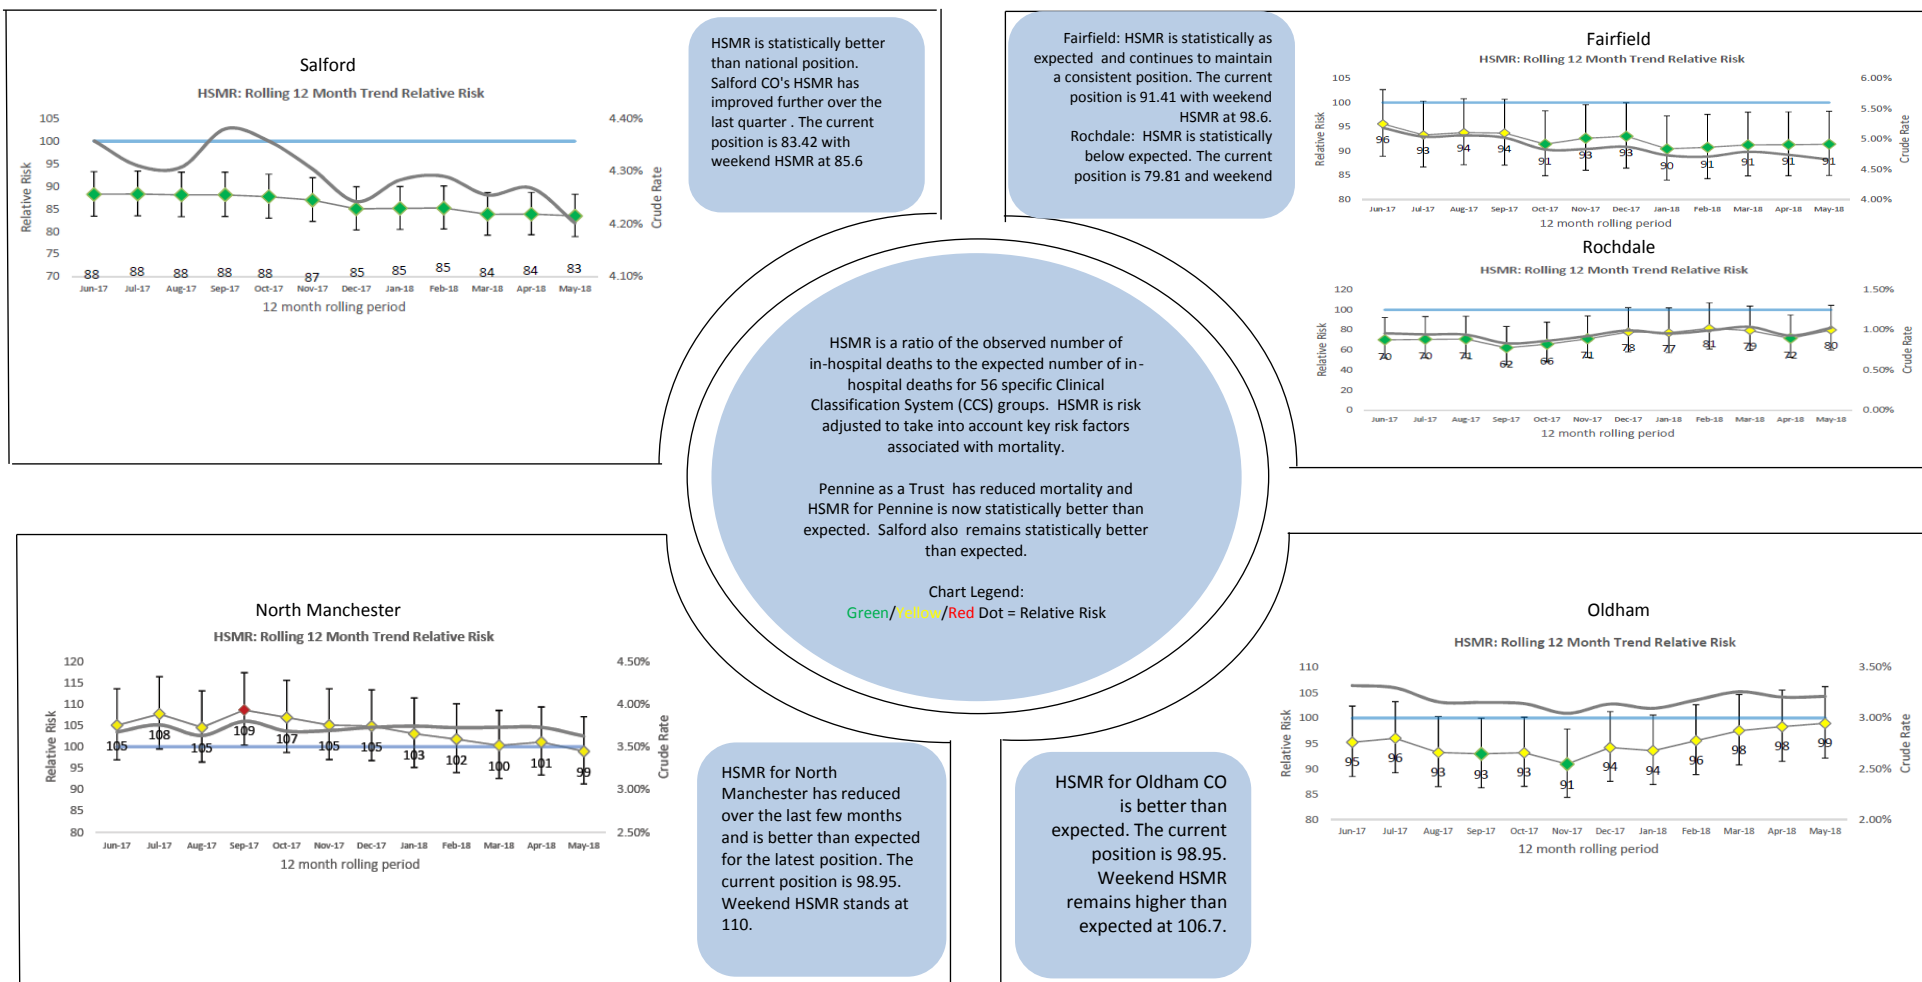 Salford
HSMR: Rolling 12 Month Trend Relative Risk
105
100
95
90
85
80
75
70
Relative Risk
4.40%
4.30%
4.20%
4.10%
Crude Rate
88
88
88
88
88
87
85
85
85
84
84
83
Jun-17
Jul-17
Aug-17
Sep-17
Oct-17
Nov-17
Dec-17
Jan-18
Feb-18
Mar-18
Apr-18
May-18
12 month rolling period
HSMR is statistically better
than national position.
Salford CO's HSMR has
improved further over the
last quarter . The current
position is 83.42 with
weekend HSMR at 85.6
Fairfield: HSMR is statistically as
expected and continues to maintain
a consistent position. The current
position is 91.41 with weekend
HSMR at 98.6.
Rochdale: HSMR is statistically
below expected. The current
position is 79.81 and weekend
Fairfield
HSMR: Rolling 12 Month Trend Relative Risk
105
100
95
90
85
80
Relative Risk
6.00%
5.50%
5.00%
4.50%
4.00%
Crude Rate
96
93
94
94
91
93
93
90
91
91
91
91
Jun-17
Jul-17
Aug-17
Sep-17
Oct-17
Nov-17
Dec-17
Jan-18
Feb-18
Mar-18
Apr-18
May-18
12 month rolling period
Rochdale
HSMR: Rolling 12 Month Trend Relative Risk
120
100
80
60
40
20
0
Relative Risk
1.50%
1.00%
0.50%
0.00%
Crude Rate
70
70
71
62
66
71
78
77
81
79
72
80
Jun-17
Jul-17
Aug-17
Sep-17
Oct-17
Nov-17
Dec-17
Jan-18
Feb-18
Mar-18
Apr-18
May-18
12 month rolling period
HSMR is a ratio of the observed number of
in-hospital deaths to the expected number of in-
hospital deaths for 56 specific Clinical
Classification System (CCS) groups. HSMR is risk
adjusted to take into account key risk factors
associated with mortality.
Pennine as a Trust has reduced mortality and
HSMR for Pennine is now statistically better than
expected. Salford also remains statistically better
than expected.
Chart Legend:
Green/Yellow/Red Dot = Relative Risk
North Manchester
HSMR: Rolling 12 Month Trend Relative Risk
120
115
110
105
100
95
90
85
80
Relative Risk
4.50%
4.00%
3.50%
3.00%
2.50%
Crude Rate
105
108
105
109
107
105
105
103
102
100
101
99
Jun-17
Jul-17
Aug-17
Sep-17
Oct-17
Nov-17
Dec-17
Jan-18
Feb-18
Mar-18
Apr-18
May-18
12 month rolling period
HSMR for North
Manchester has reduced
over the last few months
and is better than expected
for the latest position. The
current position is 98.95.
Weekend HSMR stands at
110.
HSMR for Oldham CO
is better than
expected. The current
position is 98.95.
Weekend HSMR
remains higher than
expected at 106.7.
Oldham
HSMR: Rolling 12 Month Trend Relative Risk
110
105
100
95
90
85
80
Relative Risk
3.50%
3.00%
2.50%
2.00%
Crude Rate
95
96
93
93
93
91
94
94
96
98
98
99
Jun-17
Jul-17
Aug-17
Sep-17
Oct-17
Nov-17
Dec-17
Jan-18
Feb-18
Mar-18
Apr-18
May-18
12 month rolling period